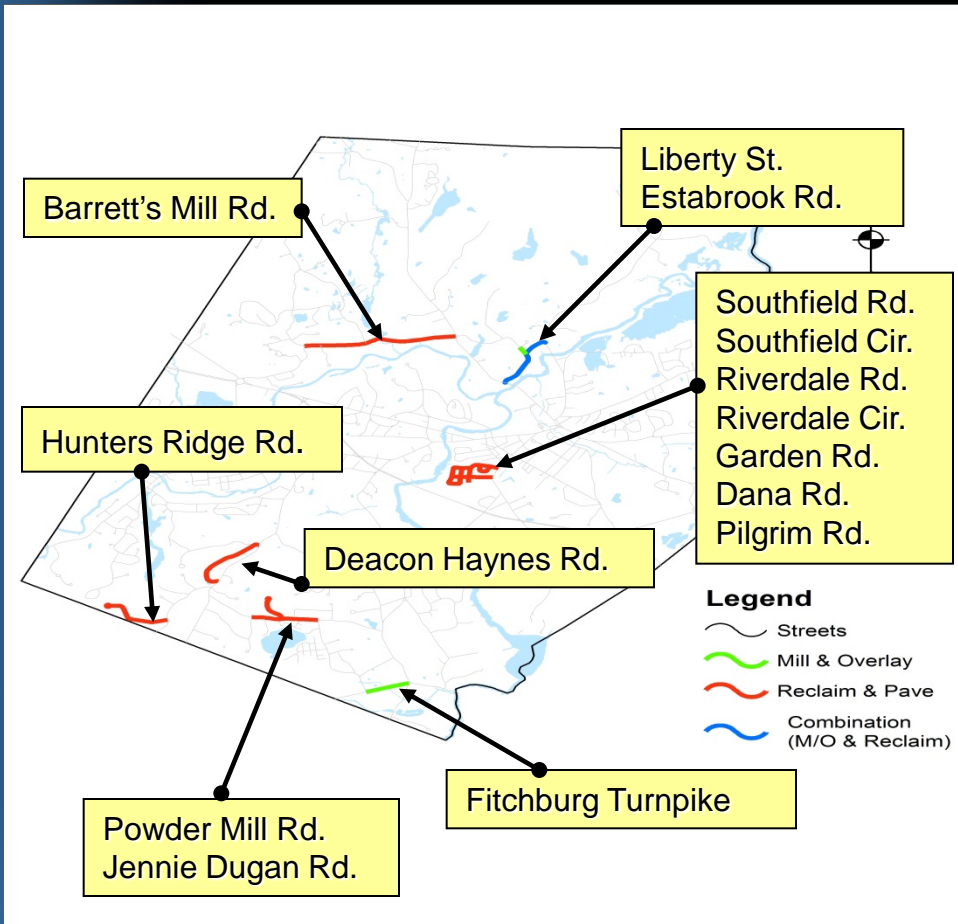 Liberty St.
Estabrook Rd.
Barrett's Mill Rd.
Southfield Rd.
Southfield Cir.
Riverdale Rd.
Riverdale Cir.
Garden Rd.
Dana Rd.
Pilgrim Rd.
Hunters Ridge Rd.
Deacon Haynes Rd.
Legend
Streets
Mill & Overlay
Reclaim & Pave
Combination
(M/O & Reclaim)
Fitchburg Turnpike
Powder Mill Rd.
Jennie Dugan Rd.